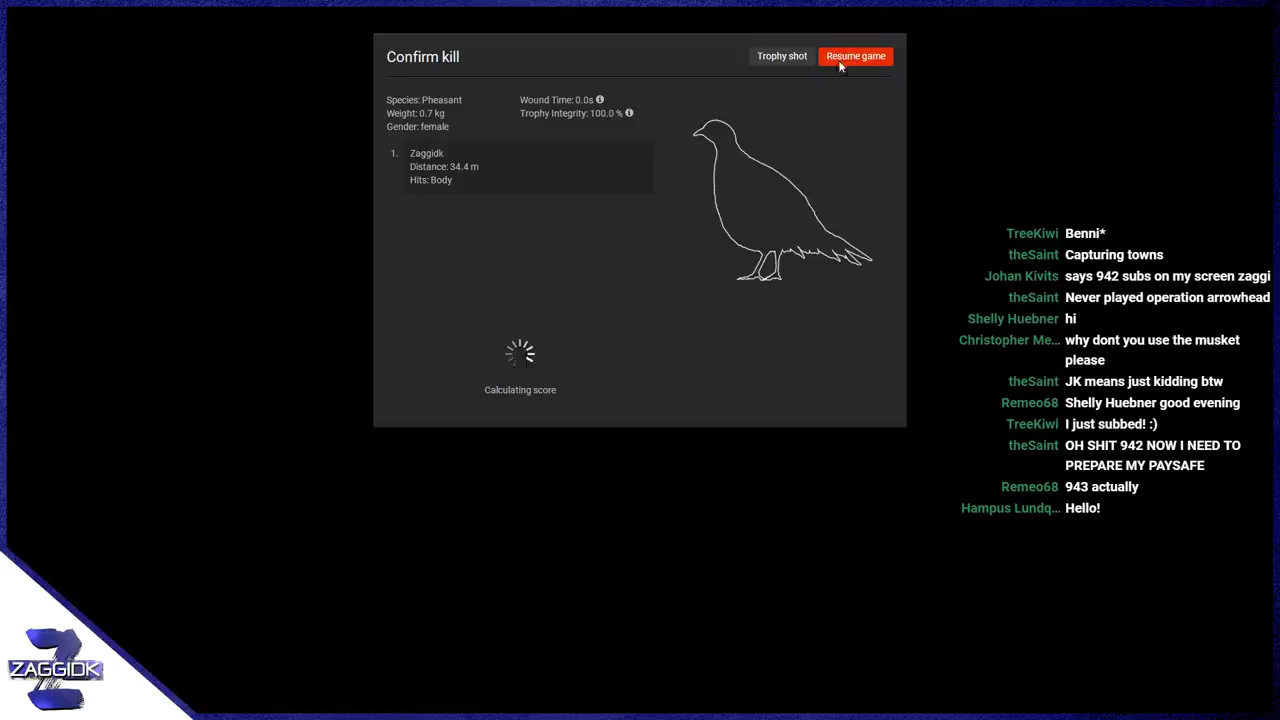 Confirm kill
Trophy shot
Resume game
Species: Pheasant
Weight: 0.7 kg
Gender: female
Wound Time: 0.0s
Trophy Integrity: 100.0 %
1. Zaggidk
Distance: 34.4 m
Hits: Body
Calculating score
TreeKiwi Benni*
theSaint Capturing towns
Johan Kivits says 942 subs on my screen zaggi
theSaint Never played operation arrowhead
Shelly Huebner hi
Christopher Me… why dont you use the musket
please
theSaint JK means just kidding btw
Remeo68 Shelly Huebner good evening
TreeKiwi I just subbed! :)
theSaint OH SHIT 942 NOW I NEED TO
PREPARE MY PAYSAFE
Remeo68 943 actually
Hampus Lundq… Hello!
ZAGGIDK